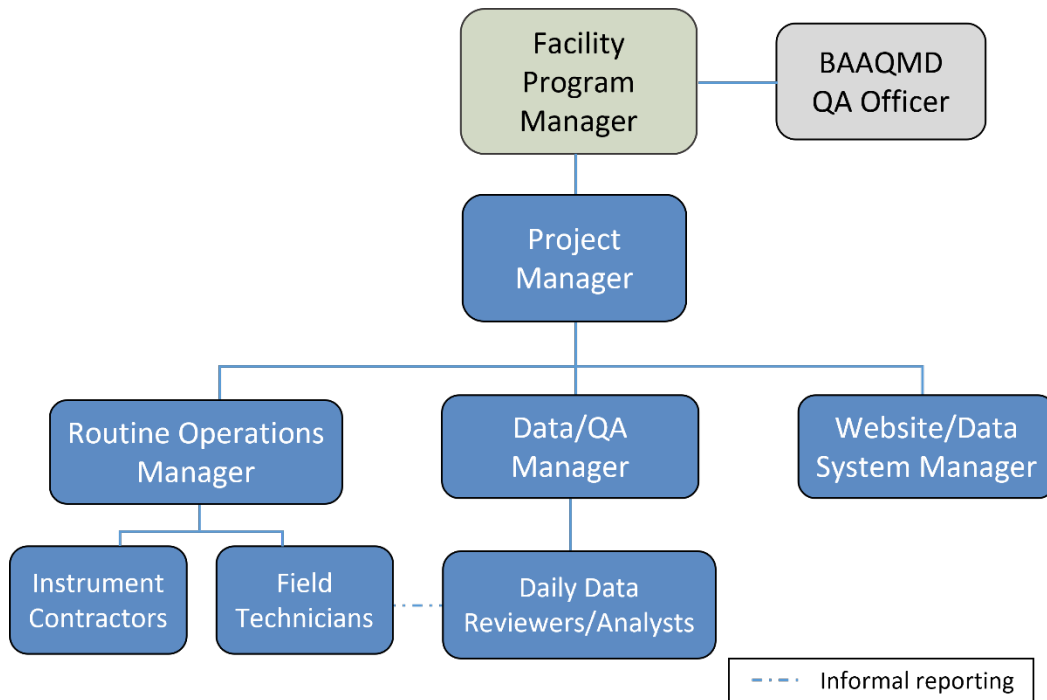 Facility
Program
Manager
BAAQMD
QA Officer
Project
Manager
Routine Operations
Manager
Data/QA
Manager
Website/Data
System Manager
Instrument
Contractors
Field
Technicians
Daily Data
Reviewers/Analysts
Informal reporting